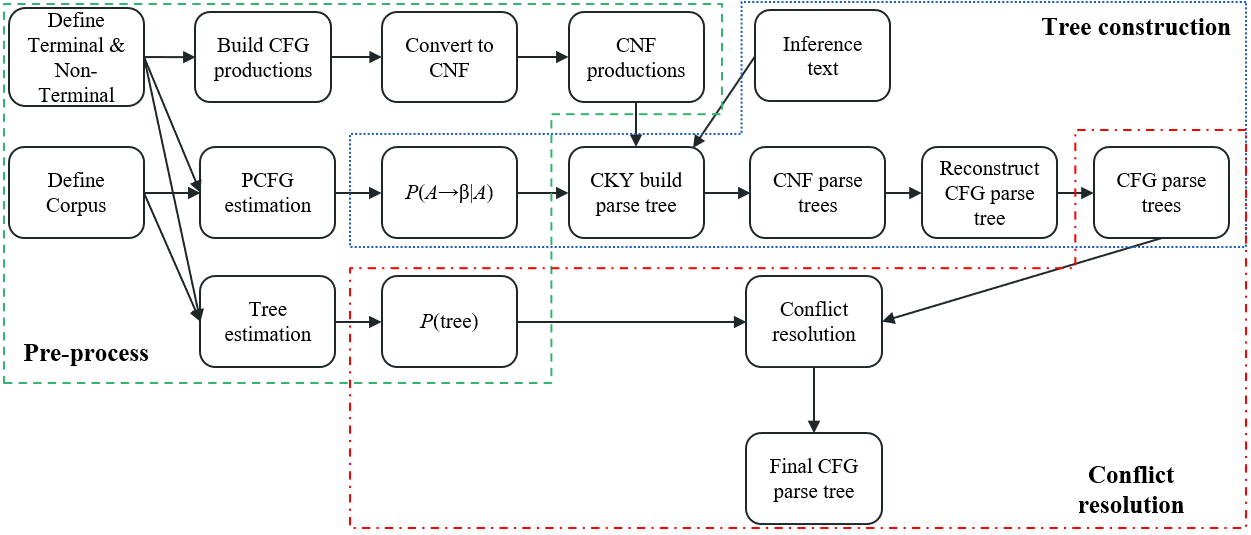 Define
Terminal &
Non-
Terminal
Build CFG
productions
Convert to
CNF
CNF
productions
Inference
text
Tree construction
Define
Corpus
PCFG
estimation
P(A→β|A)
CKY build
parse tree
CNF parse
trees
Reconstruct
CFG parse
tree
CFG parse
trees
Tree
estimation
P(tree)
Conflict
resolution
Pre-process
Final CFG
parse tree
Conflict
resolution